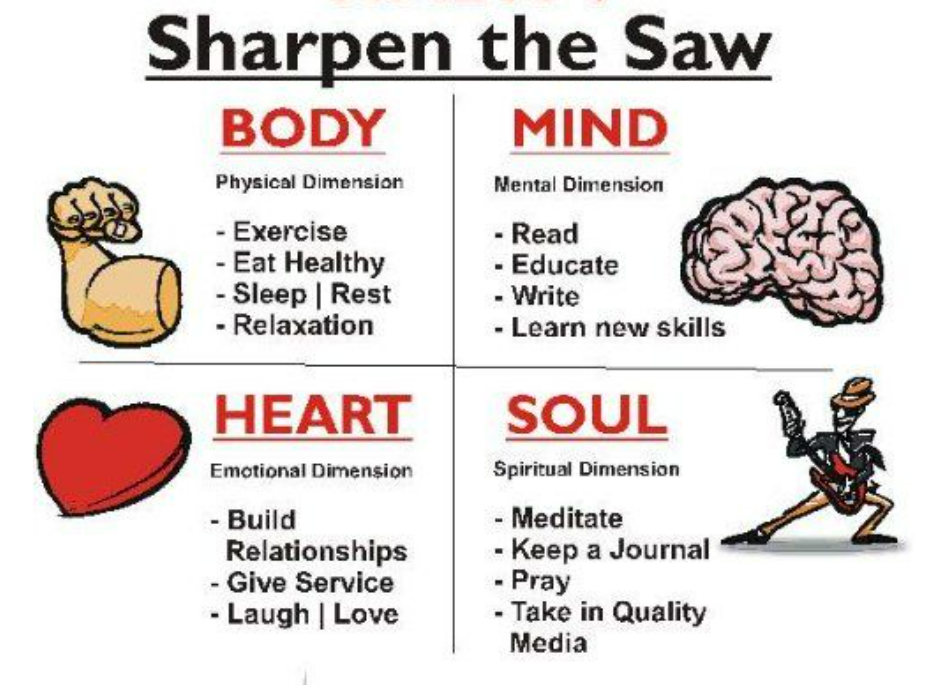 Sharpen the Saw
BODY
Physical Dimension
- Exercise
- Eat Healthy
- Sleep | Rest
- Relaxation
MIND
Mental Dimension
- Read
- Educate
- Write
- Learn new skills
HEART
Emotional Dimension
- Build
Relationships
- Give Service
- Laugh | Love
SOUL
Spiritual Dimension
- Meditate
- Keep a Journal
- Pray
- Take in Quality
Media